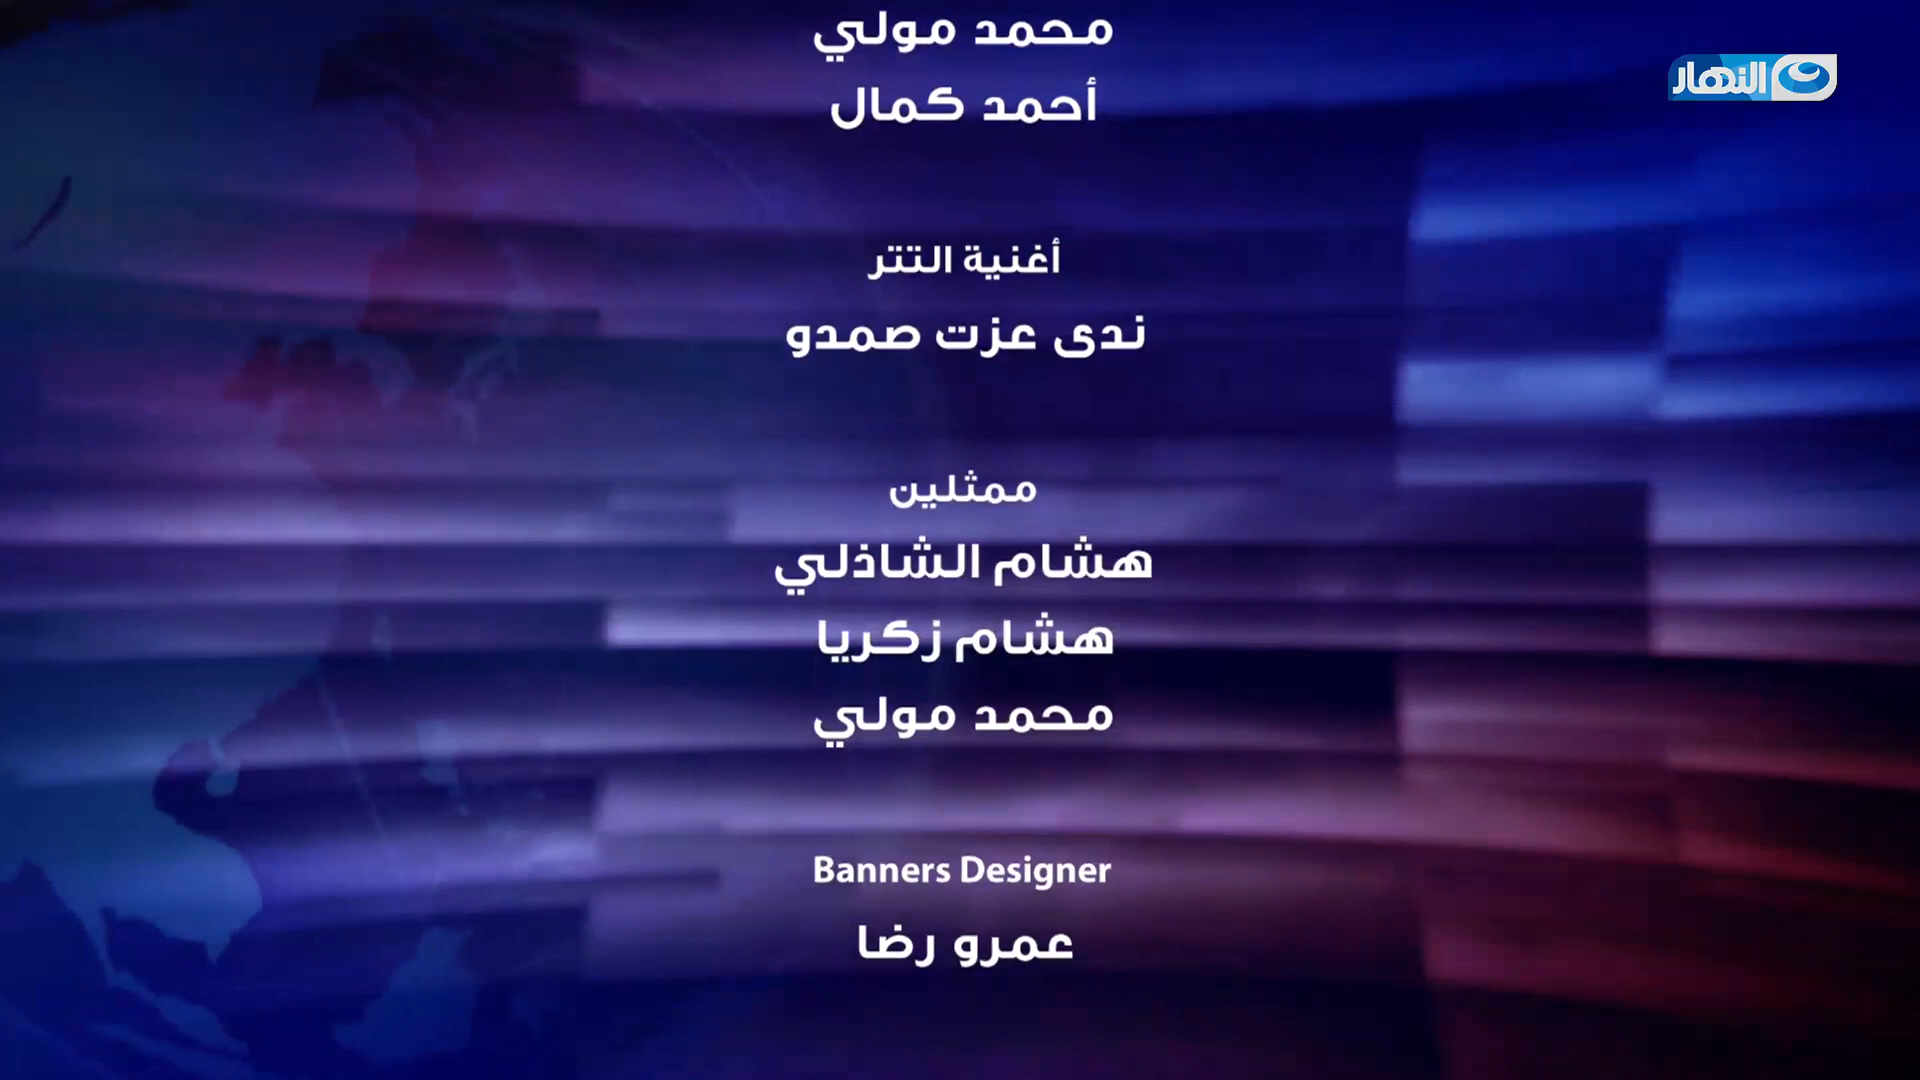 محمد مولي
النهار
أحمد كمال
أغنية التتر
ندى عزت صمدو
ممثلين
هشام الشاذلي
هشام زكريا
محمد مولي
Banners Designer
عمرو رضا